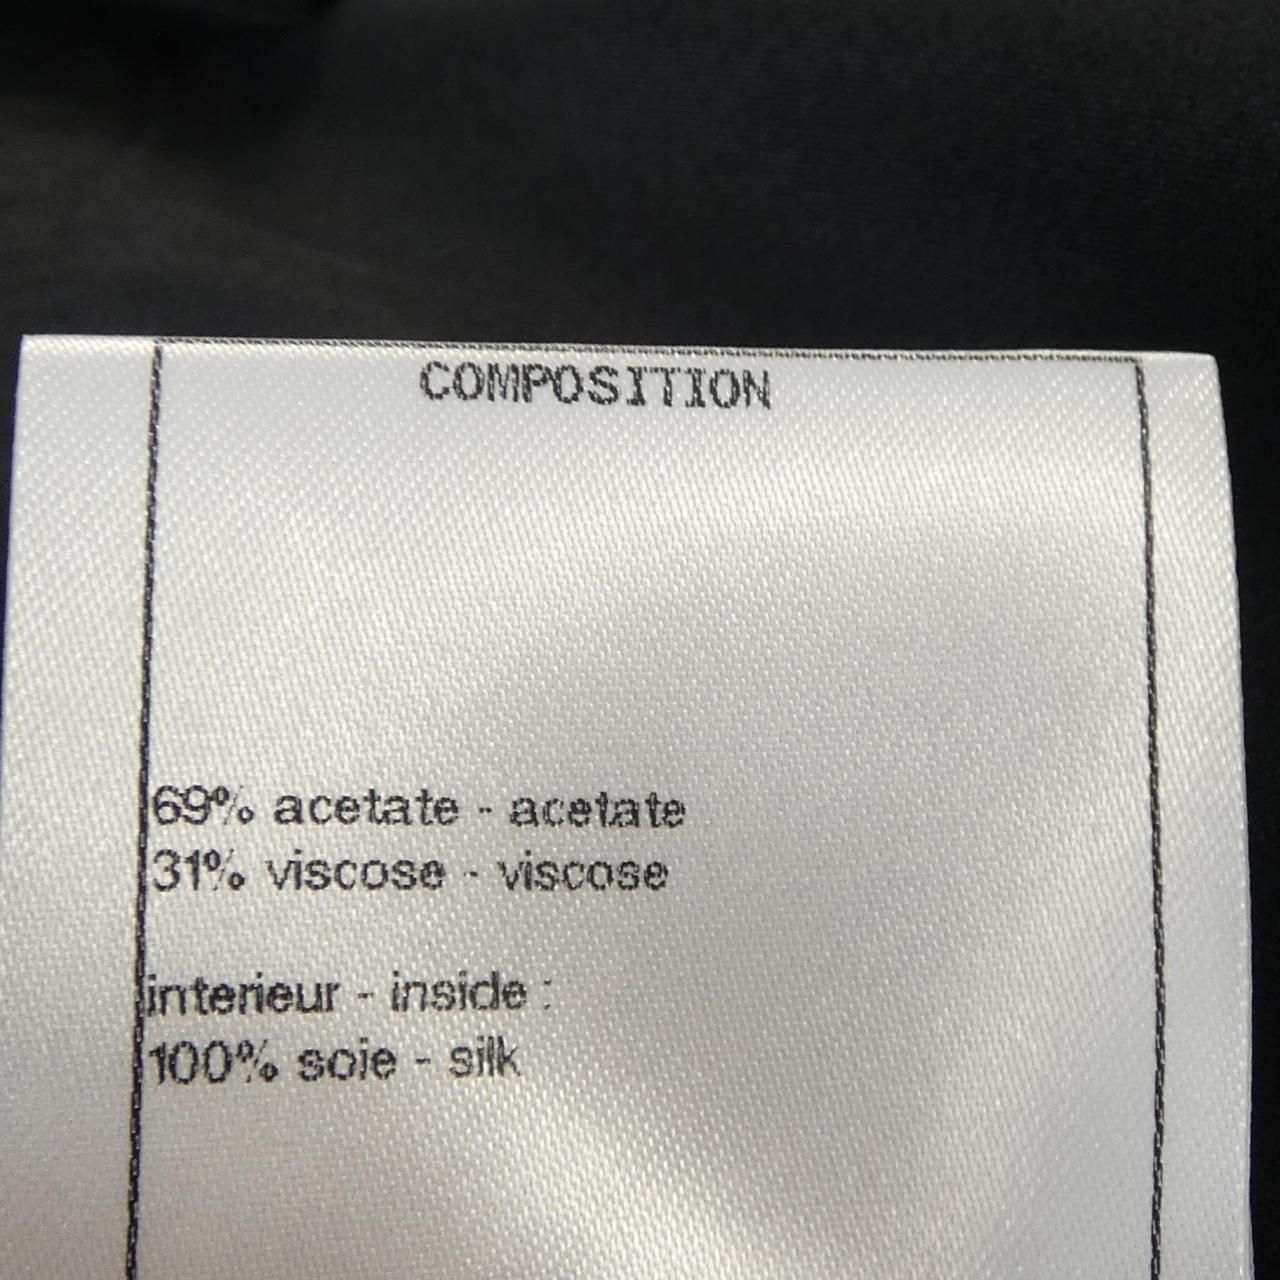 COMPOSITION
69% acetate - acetate
31% viscose - viscose
interieur - inside :
100% soie - silk